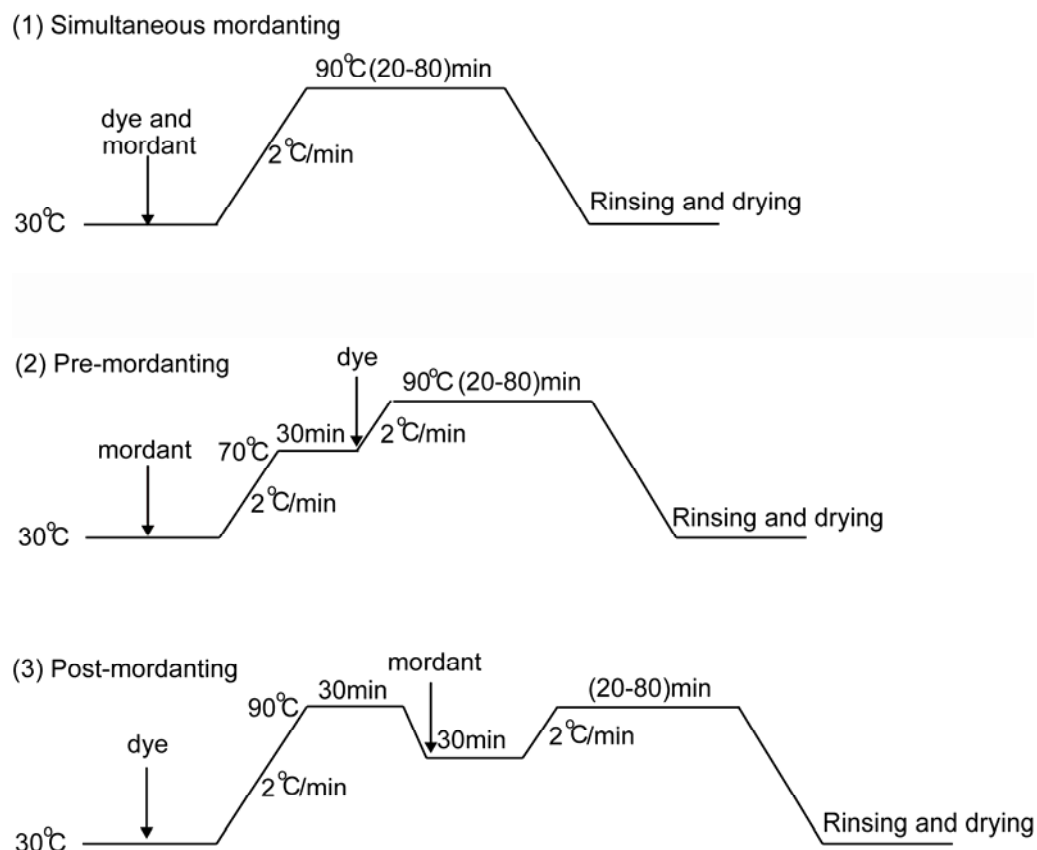 (1) Simultaneous mordanting
90°C(20-80)min
dye and
mordant
2°C/min
30°C
Rinsing and drying
(2) Pre-mordanting
dye
90°C(20-80)min
mordant
70°C
30min
2°C/min
2°C/min
30°C
Rinsing and drying
(3) Post-mordanting
mordant
90°C
30min
(20-80)min
dye
30min
2°C/min
2°C/min
30°C
Rinsing and drying